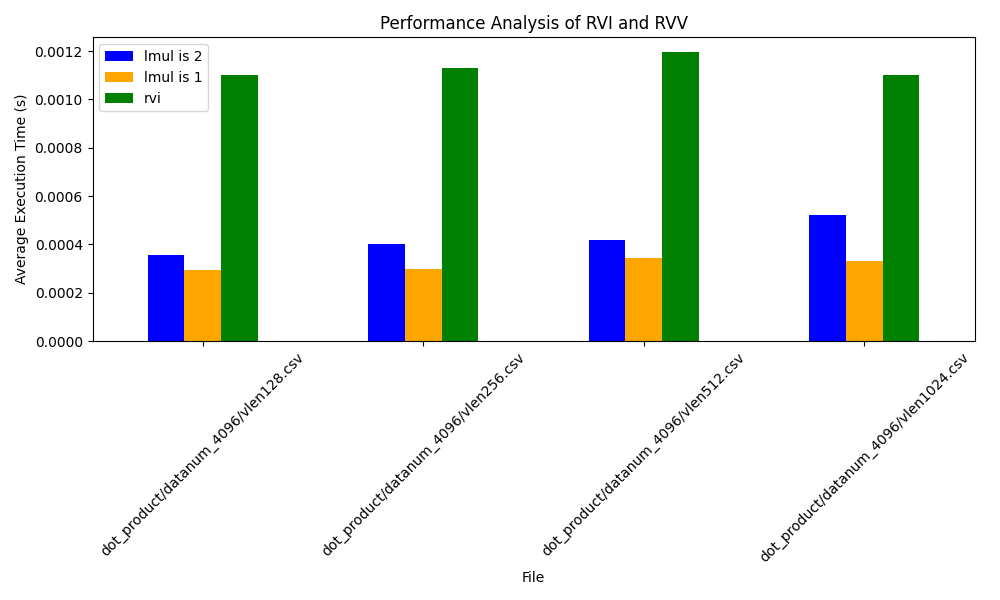 Performance Analysis of RVI and RVV
lmul is 2
lmul is 1
rvi
Average Execution Time (s)
0.0012
0.0010
0.0008
0.0006
0.0004
0.0002
0.0000
dot_product/datanum_4096/vlen128.csv
dot_product/datanum_4096/vlen256.csv
dot_product/datanum_4096/vlen512.csv
dot_product/datanum_4096/vlen1024.csv
File